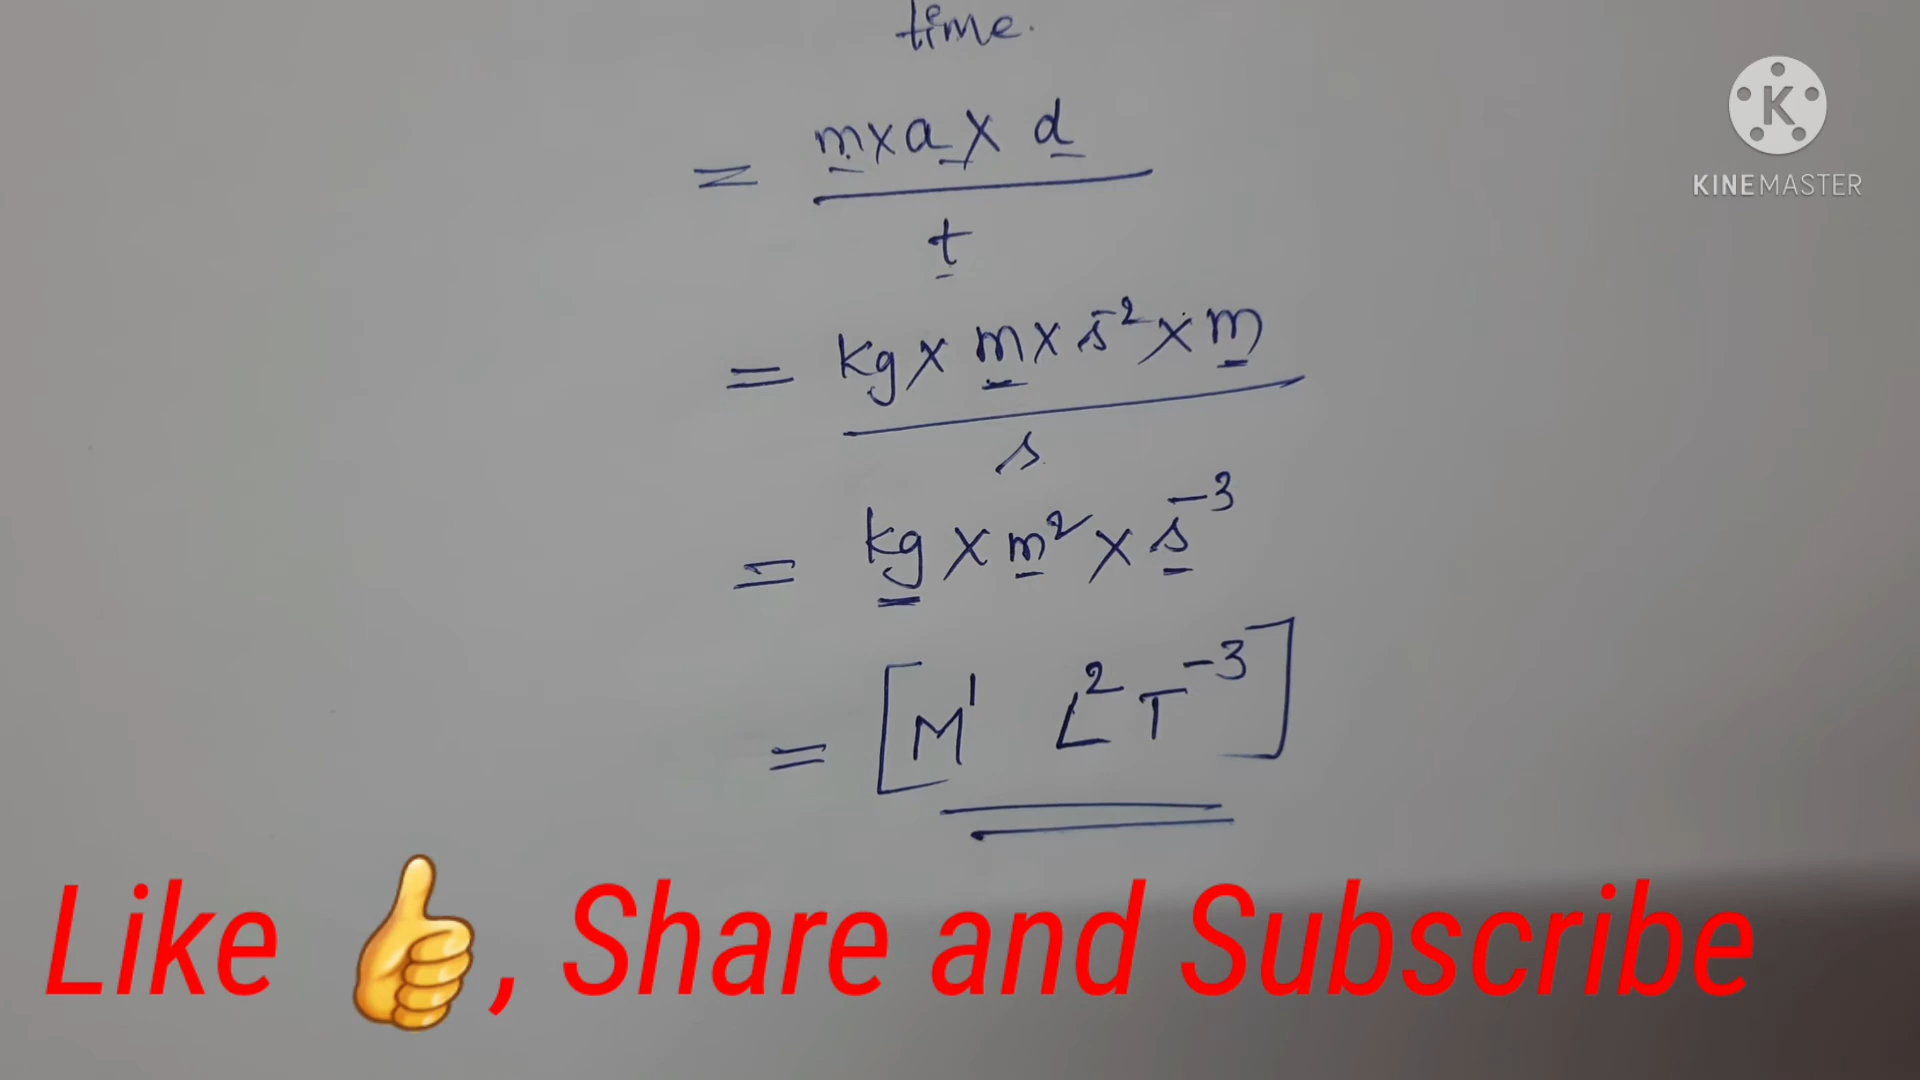 time.
= m x a x d
t
= kg x m x s̄² x m
s
= kg x m² x s⁻³
= [M¹ L² T⁻³]
K
KINEMASTER
Like 👍, Share and Subscribe